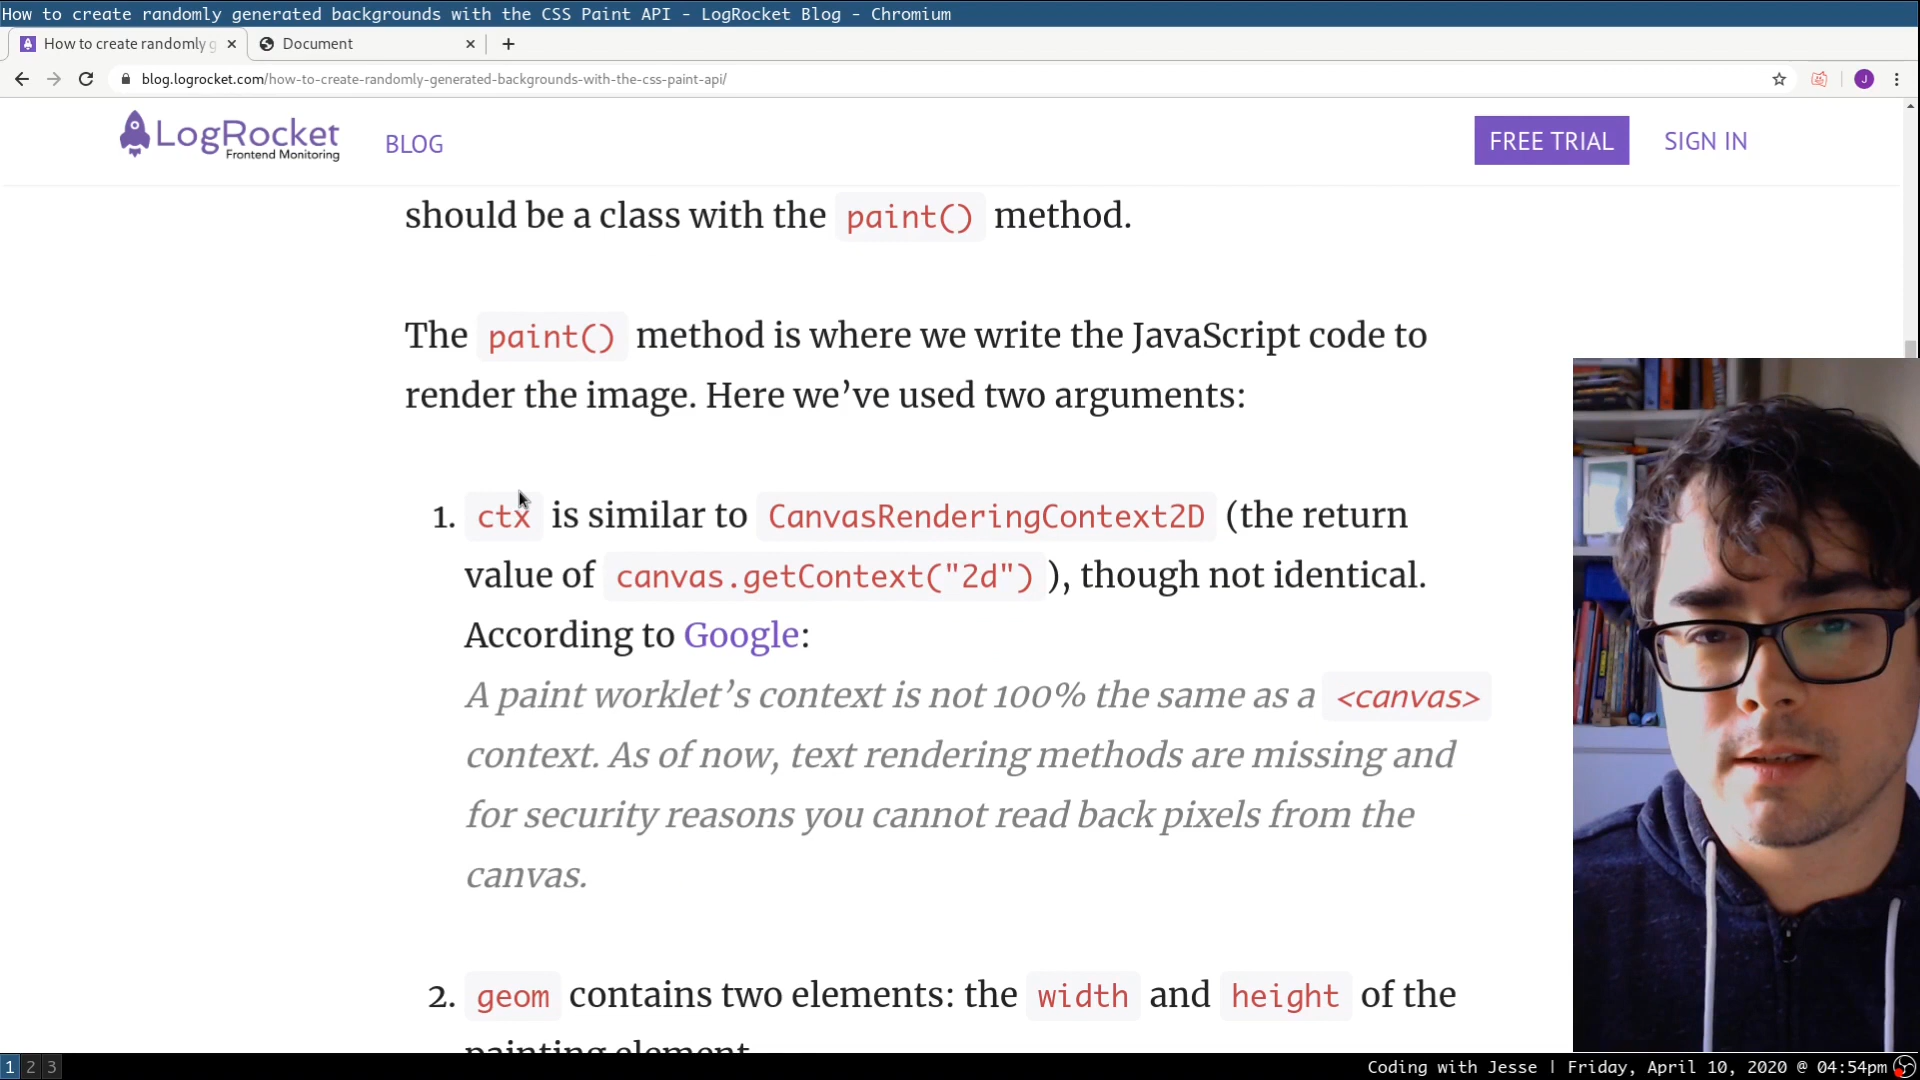 How to create randomly generated backgrounds with the CSS Paint API - LogRocket Blog - Chromium
How to create randomly g
Document
blog.logrocket.com/how-to-create-randomly-generated-backgrounds-with-the-css-paint-api/
J
LogRocket
Frontend Monitoring
BLOG
FREE TRIAL
SIGN IN
should be a class with the paint() method.
The paint() method is where we write the JavaScript code to
render the image. Here we’ve used two arguments:
1. ctx is similar to CanvasRenderingContext2D (the return
value of canvas.getContext("2d")), though not identical.
According to Google:
A paint worklet’s context is not 100% the same as a <canvas>
context. As of now, text rendering methods are missing and
for security reasons you cannot read back pixels from the
canvas.
2. geom contains two elements: the width and height of the
painting element
1 2 3
Coding with Jesse | Friday, April 10, 2020 @ 04:54pm